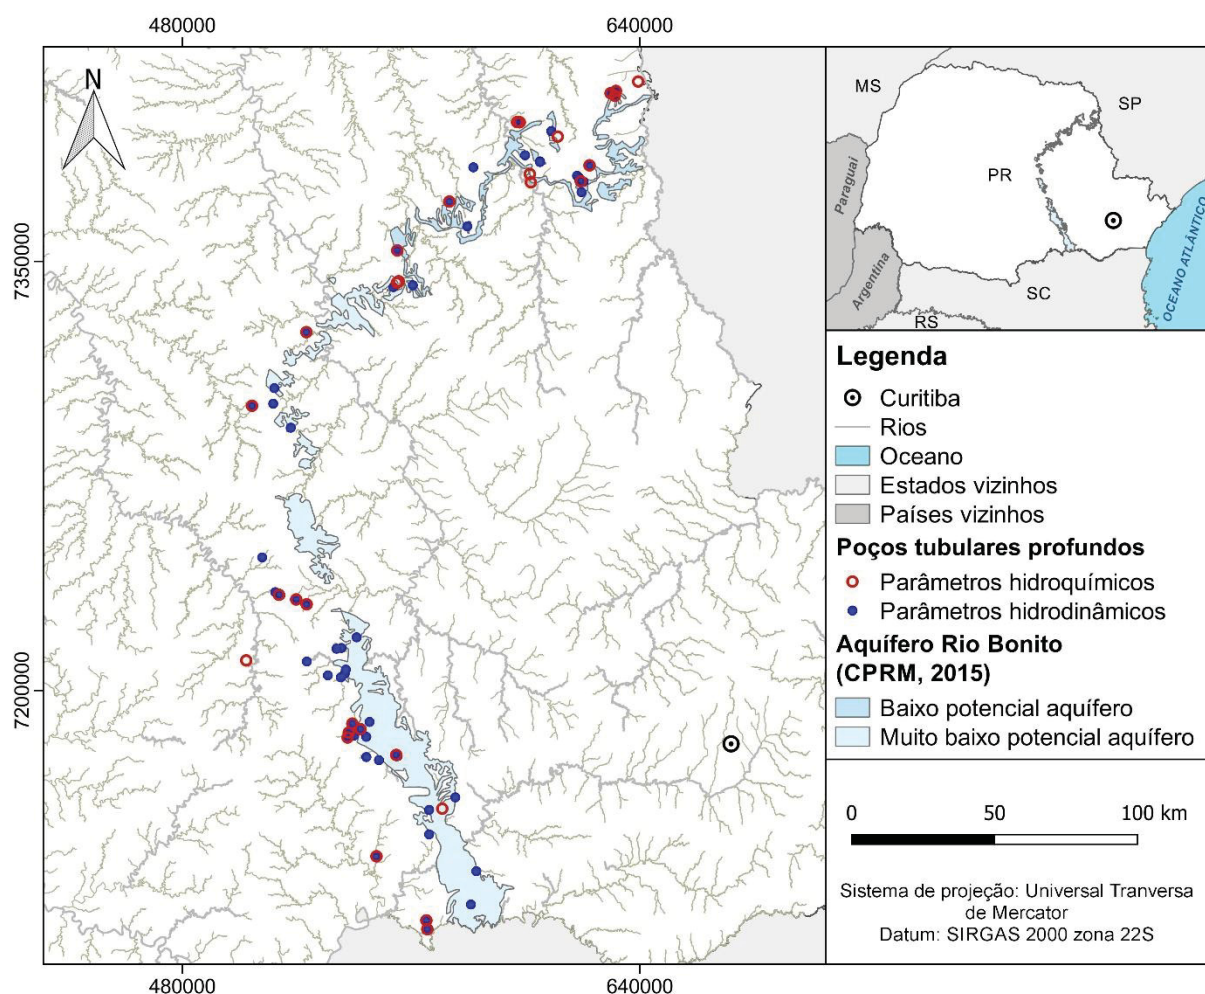 480000
640000
N
7350000
7200000
480000
640000
MS
SP
PR
Paraguai
Argentina
SC
RS
OCEANO ATLÂNTICO
Legenda
Curitiba
Rios
Oceano
Estados vizinhos
Países vizinhos
Poços tubulares profundos
Parâmetros hidroquímicos
Parâmetros hidrodinâmicos
Aquífero Rio Bonito
(CPRM, 2015)
Baixo potencial aquífero
Muito baixo potencial aquífero
0 50 100 km
Sistema de projeção: Universal Tranversa
de Mercator
Datum: SIRGAS 2000 zona 22S